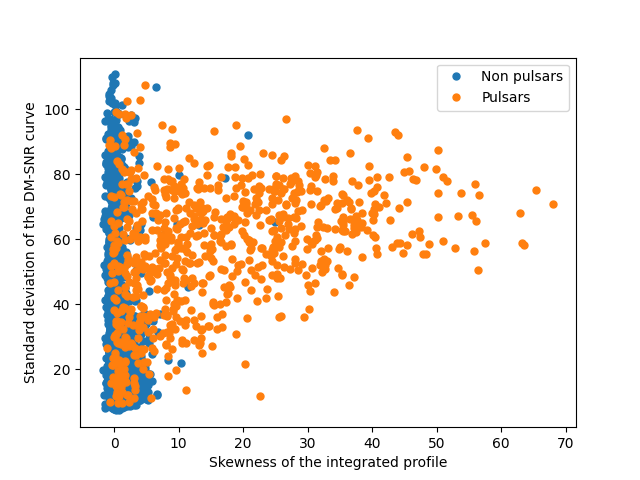 Non pulsars
Pulsars
Standard deviation of the DM-SNR curve
100
80
60
40
20
0 10 20 30 40 50 60 70
Skewness of the integrated profile